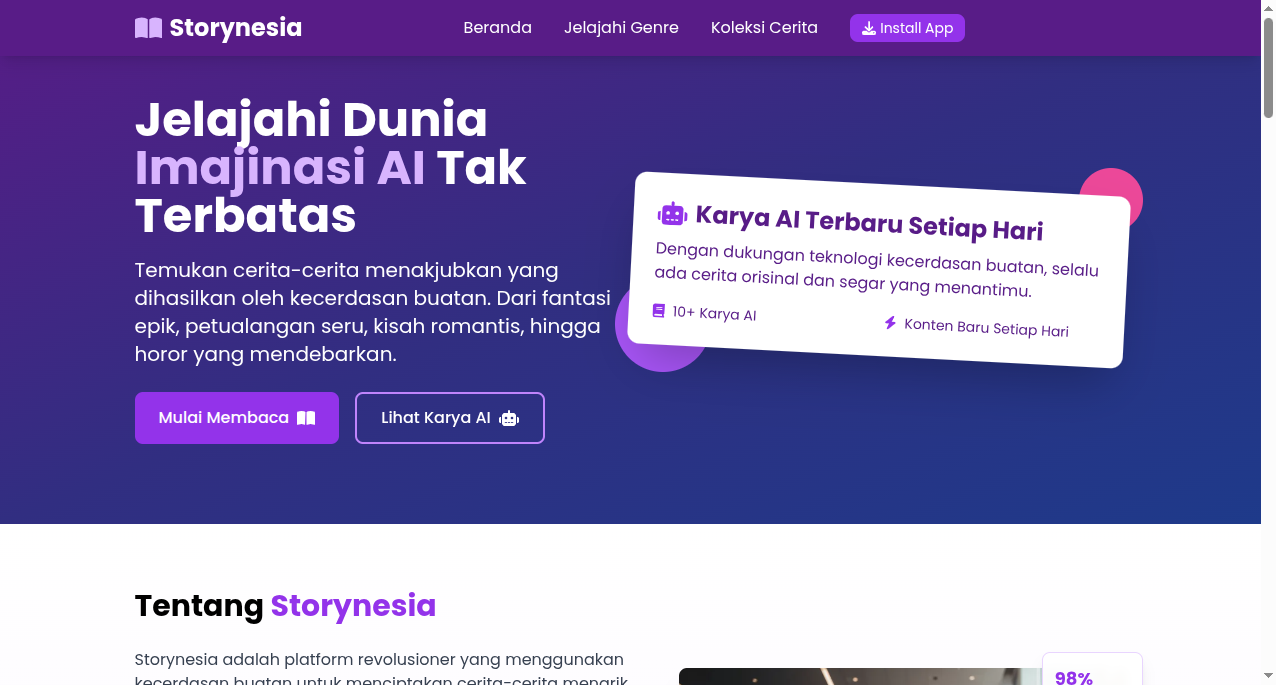 Storynesia
Beranda
Jelajahi Genre
Koleksi Cerita
Install App
Jelajahi Dunia
Imajinasi AI Tak
Terbatas
Temukan cerita-cerita menakjubkan yang
dihasilkan oleh kecerdasan buatan. Dari fantasi
epik, petualangan seru, kisah romantis, hingga
horor yang mendebarkan.
Mulai Membaca
Lihat Karya AI
Karya AI Terbaru Setiap Hari
Dengan dukungan teknologi kecerdasan buatan, selalu
ada cerita orisinal dan segar yang menantimu.
10+ Karya AI
Konten Baru Setiap Hari
Tentang Storynesia
Storynesia adalah platform revolusioner yang menggunakan
kecerdasan buatan untuk menciptakan cerita-cerita menarik
98%